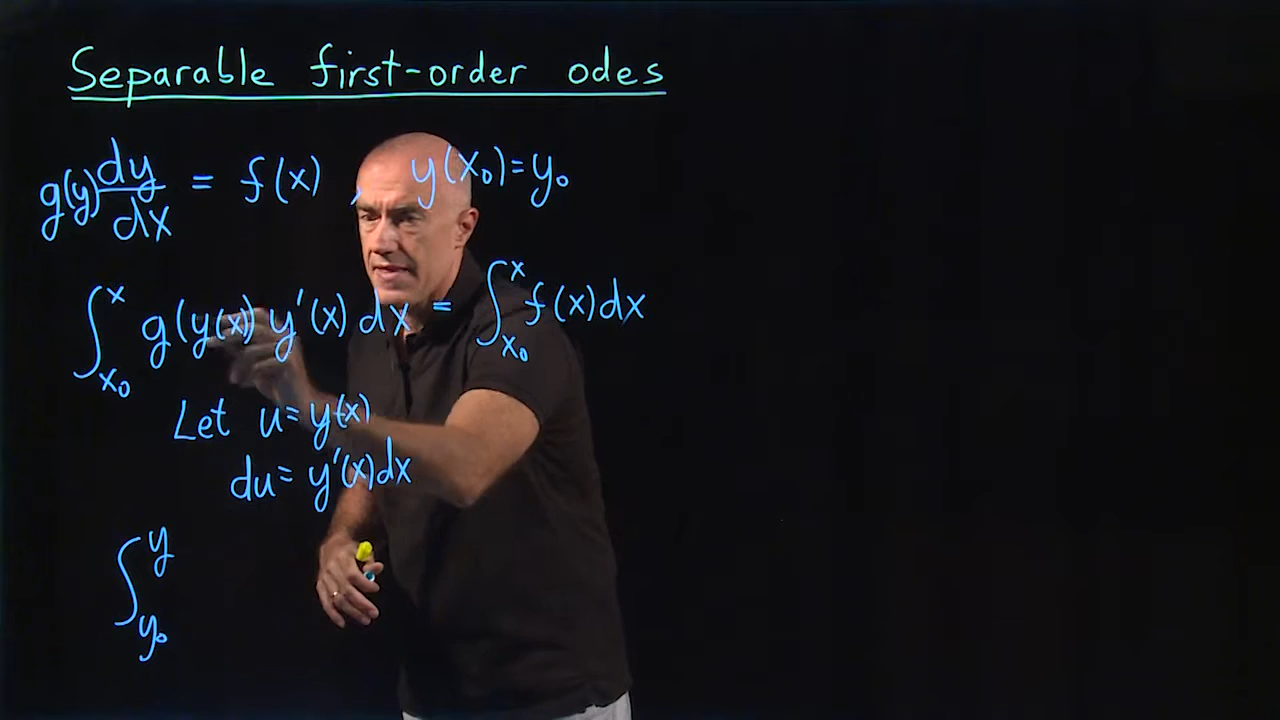 Separable first-order odes
g(y) dy/dx = f(x) , y(x₀)=y₀
∫_{x₀}^{x} g(y(x)) y'(x) dx = ∫_{x₀}^{x} f(x)dx
Let u=y(x)
du=y'(x)dx
∫_{y₀}^{y}